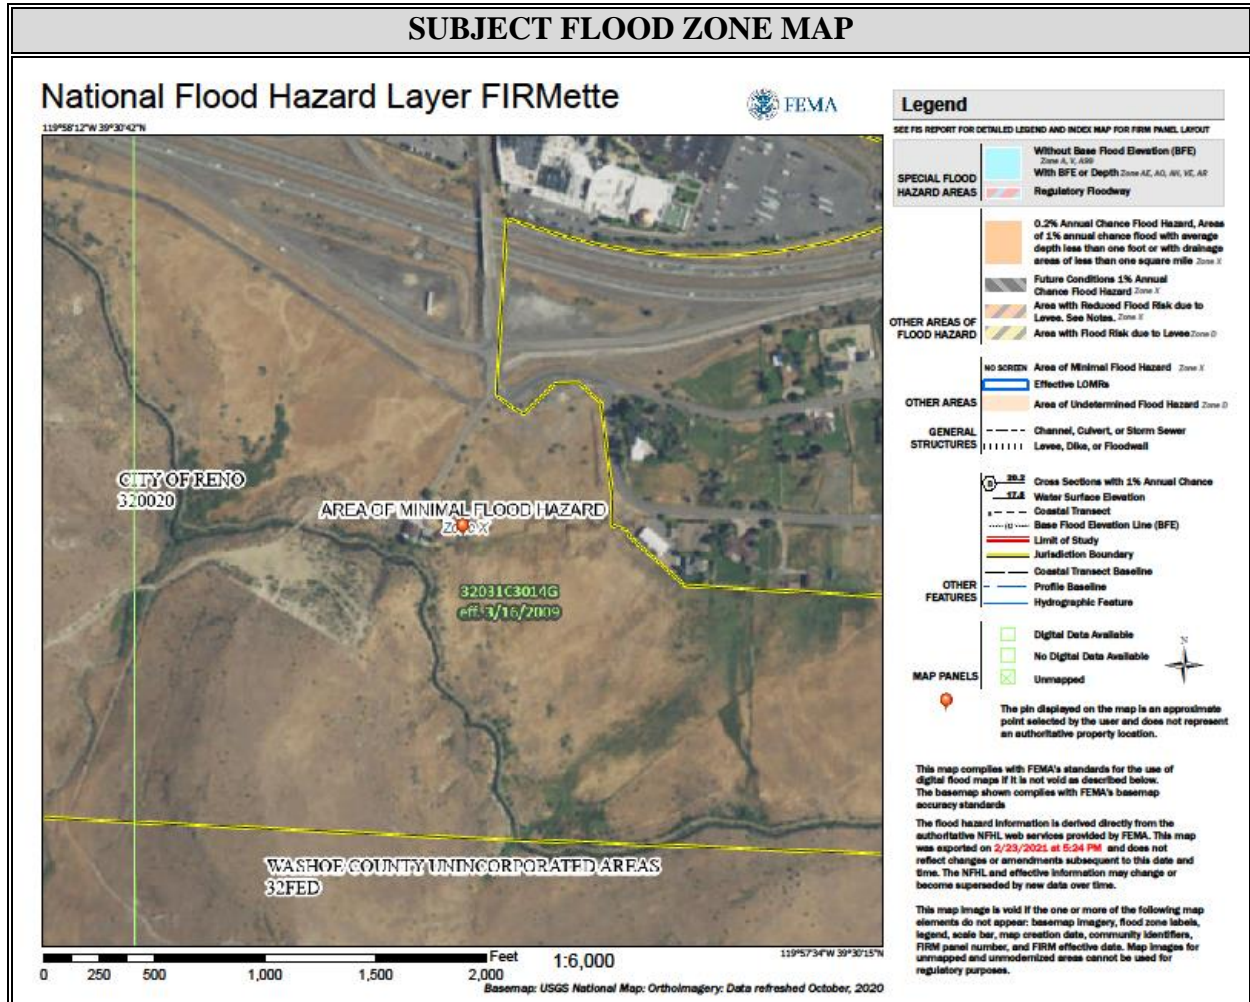 SUBJECT FLOOD ZONE MAP
National Flood Hazard Layer FIRMette
FEMA
119°58'12"W 39°30'42"N
CITY OF RENO
320020
AREA OF MINIMAL FLOOD HAZARD
Zone X
32031C3014G
eff. 3/16/2009
WASHOE COUNTY UNINCORPORATED AREAS
32FED
119°57'34"W 39°30'15"N
0 250 500 1,000 1,500 2,000
Feet
1:6,000
Basemap: USGS National Map: Orthoimagery: Data refreshed October, 2020
Legend
SEE FIS REPORT FOR DETAILED LEGEND AND INDEX MAP FOR FIRM PANEL LAYOUT
SPECIAL FLOOD
HAZARD AREAS
Without Base Flood Elevation (BFE)
Zone A, V, A99
With BFE or Depth Zone AE, AO, AH, VE, AR
Regulatory Floodway
OTHER AREAS OF
FLOOD HAZARD
0.2% Annual Chance Flood Hazard, Areas
of 1% annual chance flood with average
depth less than one foot or with drainage
areas of less than one square mile Zone X
Future Conditions 1% Annual
Chance Flood Hazard Zone X
Area with Reduced Flood Risk due to
Levee. See Notes. Zone X
Area with Flood Risk due to Levee Zone D
OTHER AREAS
NO SCREEN Area of Minimal Flood Hazard Zone X
Effective LOMRs
Area of Undetermined Flood Hazard Zone D
GENERAL
STRUCTURES
Channel, Culvert, or Storm Sewer
Levee, Dike, or Floodwall
OTHER
FEATURES
B 20.2 Cross Sections with 1% Annual Chance
17.5 Water Surface Elevation
8 Coastal Transect
Base Flood Elevation Line (BFE)
Limit of Study
Jurisdiction Boundary
Coastal Transect Baseline
Profile Baseline
Hydrographic Feature
MAP PANELS
Digital Data Available
No Digital Data Available
Unmapped
N
The pin displayed on the map is an approximate
point selected by the user and does not represent
an authoritative property location.
This map complies with FEMA's standards for the use of
digital flood maps if it is not void as described below.
The basemap shown complies with FEMA's basemap
accuracy standards
The flood hazard information is derived directly from the
authoritative NFHL web services provided by FEMA. This map
was exported on 2/23/2021 at 5:24 PM and does not
reflect changes or amendments subsequent to this date and
time. The NFHL and effective information may change or
become superseded by new data over time.
This map image is void if the one or more of the following map
elements do not appear: basemap imagery, flood zone labels,
legend, scale bar, map creation date, community identifiers,
FIRM panel number, and FIRM effective date. Map images for
unmapped and unmodernized areas cannot be used for
regulatory purposes.